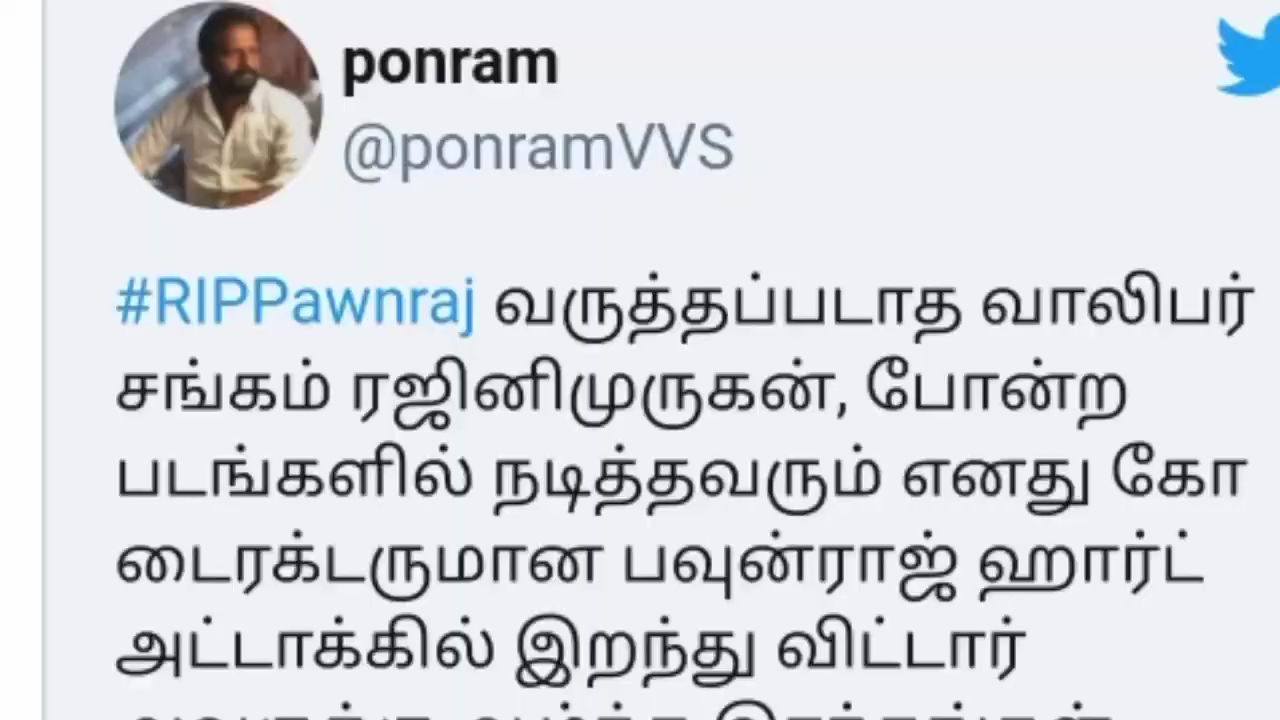 ponram
@ponramVVS
#RIPPawnraj வருத்தப்படாத வாலிபர்
சங்கம் ரஜினிமுருகன், போன்ற
படங்களில் நடித்தவரும் எனது கோ
டைரக்டருமான பவுன்ராஜ் ஹார்ட்
அட்டாக்கில் இறந்து விட்டார்